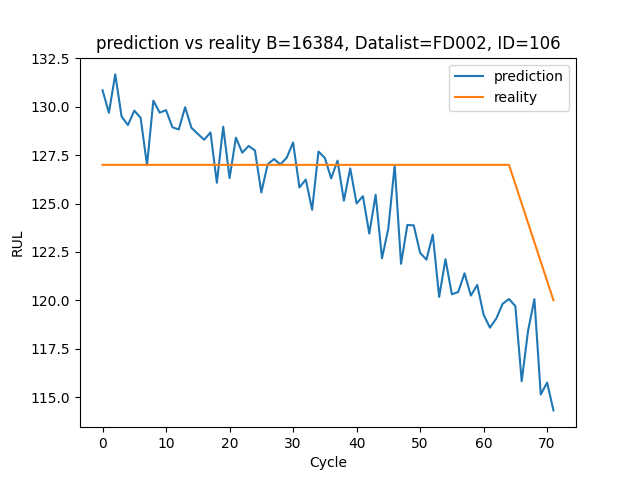 prediction vs reality B=16384, Datalist=FD002, ID=106
132.5
130.0
127.5
125.0
122.5
120.0
117.5
115.0
RUL
prediction
reality
0 10 20 30 40 50 60 70
Cycle